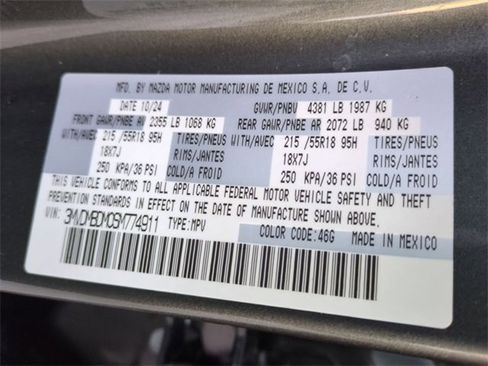 MFD. BY MAZDA MOTOR MANUFACTURING DE MEXICO S.A. DE C.V.
DATE 10/24 GVWR/PNBV 4381 LB 1987 KG
FRONT GAWR/PNBE AV 2355 LB 1068 KG REAR GAWR/PNBE AR 2072 LB 940 KG
WITH/AVEC 215 /55R18 95H TIRES/PNEUS WITH/AVEC 215 /55R18 95H TIRES/PNEUS
18X7J RIMS/JANTES 18X7J RIMS/JANTES
250 KPA/36 PSI COLD/A FROID 250 KPA/36 PSI COLD/A FROID
THIS VEHICLE CONFORMS TO ALL APPLICABLE FEDERAL MOTOR VEHICLE SAFETY AND THEFT
PREVENTION STANDARDS IN EFFECT ON THE DATE OF MANUFACTURE SHOWN ABOVE.
VIN: TYPE: MPV COLOR CODE: 46G MADE IN MEXICO